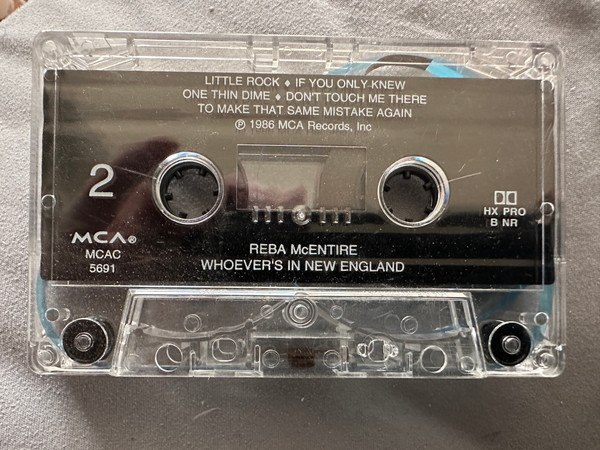 LITTLE ROCK ♦ IF YOU ONLY KNEW
ONE THIN DIME ♦ DON'T TOUCH ME THERE
TO MAKE THAT SAME MISTAKE AGAIN
℗ 1986 MCA Records, Inc
2
HX PRO
B NR
MCA®
MCAC
5691
REBA McENTIRE
WHOEVER'S IN NEW ENGLAND